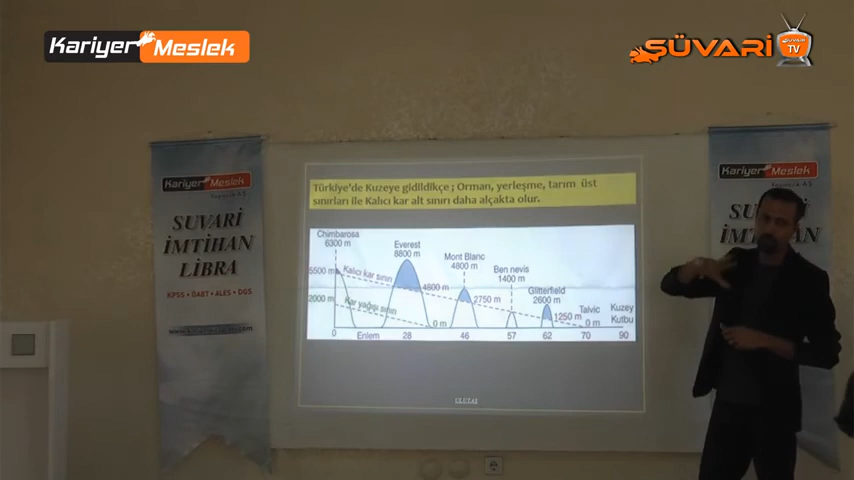 Kariyer Meslek
SÜVARİ
SUVARİ
TV
Kariyer Meslek
SUVARİ
İMTİHAN
LİBRA
KPSS • ÖABT • ALES • DGS
Türkiye'de Kuzeye gidildikçe ; Orman, yerleşme, tarım üst
sınırları ile Kalıcı kar alt sınırı daha alçakta olur.
Chimbarosa
6300 m
Everest
8800 m
Mont Blanc
4800 m
Ben nevis
1400 m
Glitterfield
2600 m
5500 m
Kalıcı kar sınırı
4800 m
2750 m
1250 m
2000 m
Kar yağışı sınırı
0 m
Talvic
0 m
Kuzey
Kutbu
0 Enlem 28 46 57 62 70 90
Kariyer Meslek